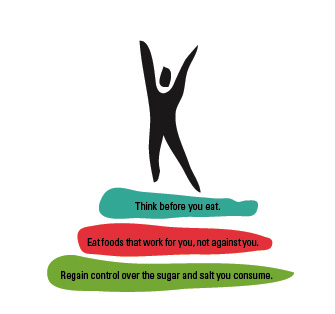 Think before you eat.
Eat foods that work for you, not against you.
Regain control over the sugar and salt you consume.